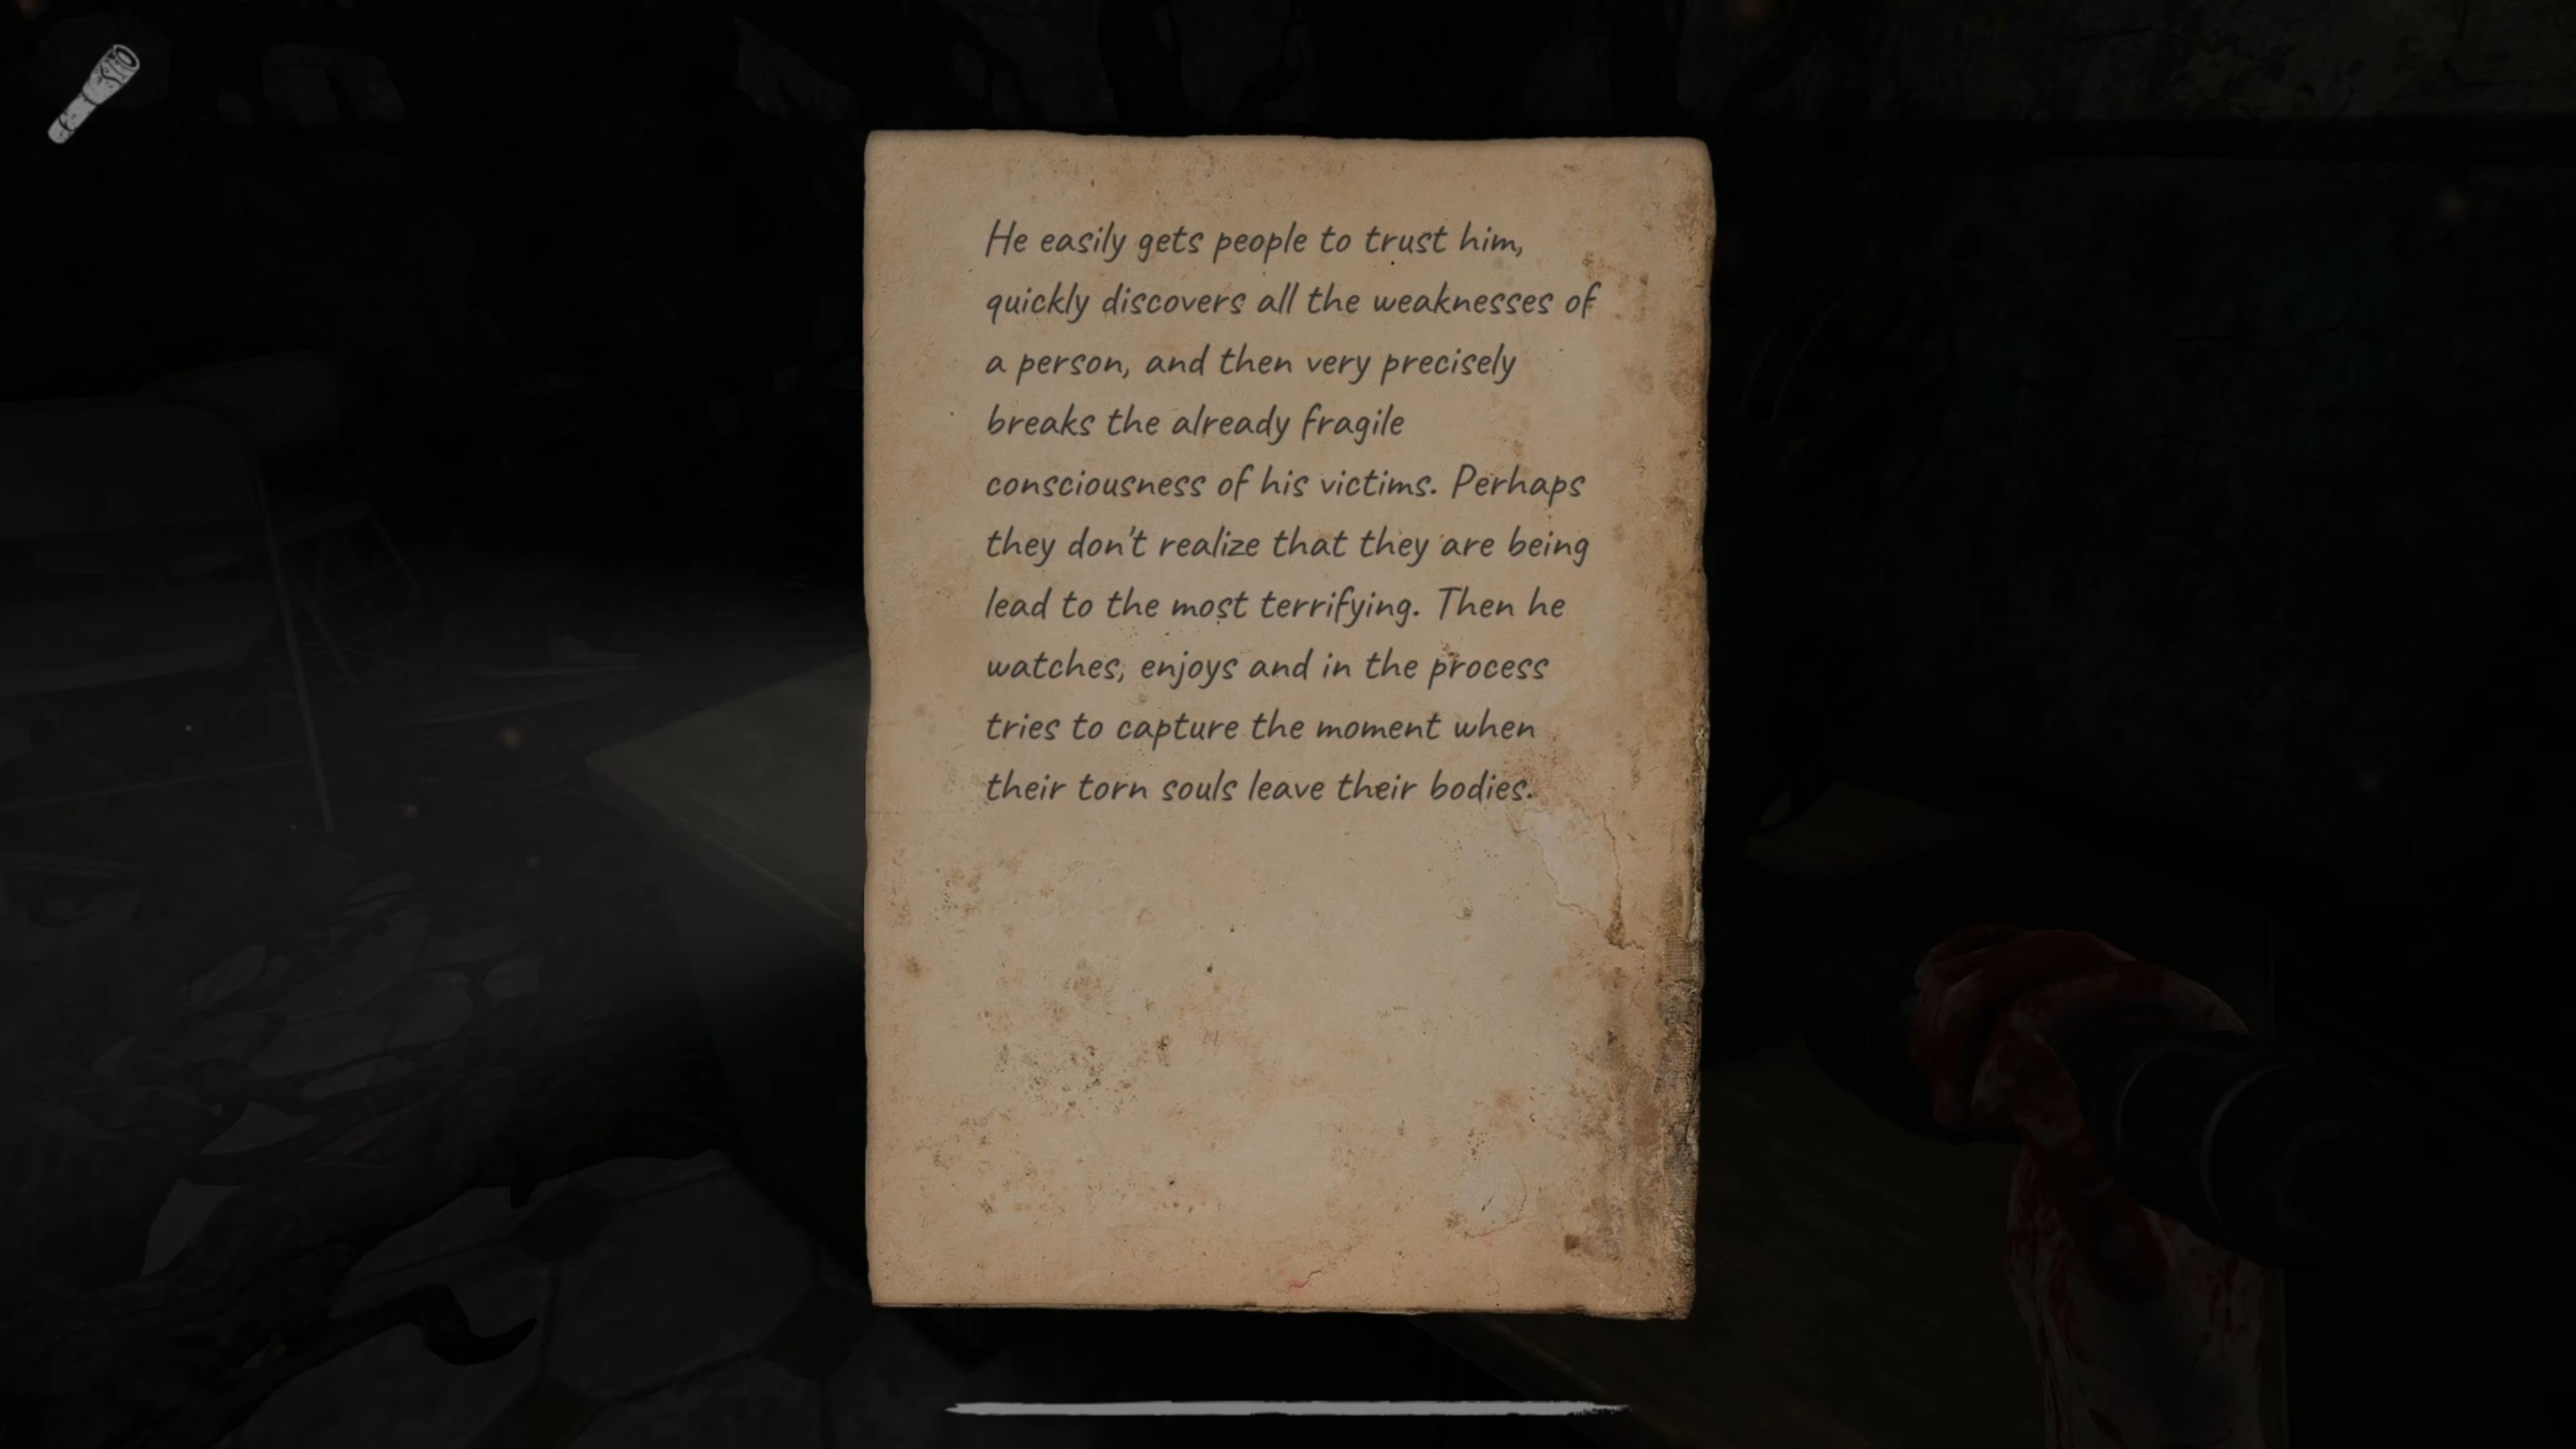 He easily gets people to trust him,
quickly discovers all the weaknesses of
a person, and then very precisely
breaks the already fragile
consciousness of his victims. Perhaps
they don't realize that they are being
lead to the most terrifying. Then he
watches, enjoys and in the process
tries to capture the moment when
their torn souls leave their bodies.